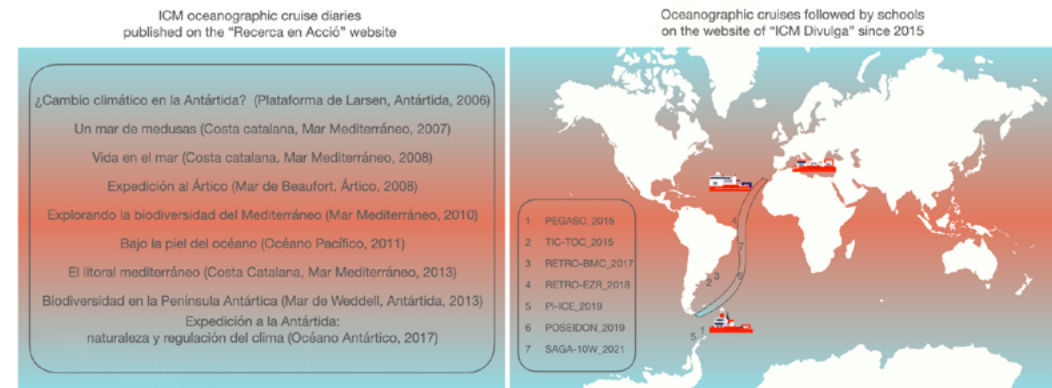 ICM oceanographic cruise diaries
published on the “Recerca en Acció” website
¿Cambio climático en la Antártida? (Plataforma de Larsen, Antártida, 2006)
Un mar de medusas (Costa catalana, Mar Mediterráneo, 2007)
Vida en el mar (Costa catalana, Mar Mediterráneo, 2008)
Expedición al Ártico (Mar de Beaufort, Ártico, 2008)
Explorando la biodiversidad del Mediterráneo (Mar Mediterráneo, 2010)
Bajo la piel del océano (Océano Pacífico, 2011)
El litoral mediterráneo (Costa Catalana, Mar Mediterráneo, 2013)
Biodiversidad en la Península Antártica (Mar de Weddell, Antártida, 2013)
Expedición a la Antártida:
naturaleza y regulación del clima (Océano Antártico, 2017)
Oceanographic cruises followed by schools
on the website of “ICM Divulga” since 2015
1 PEGASO_2015
2 TIC-TOC_2015
3 RETRO-BMC_2017
4 RETRO-EZR_2018
5 PI-ICE_2019
6 POSEIDON_2019
7 SAGA-10W_2021
4
7
6
3
2
1
5